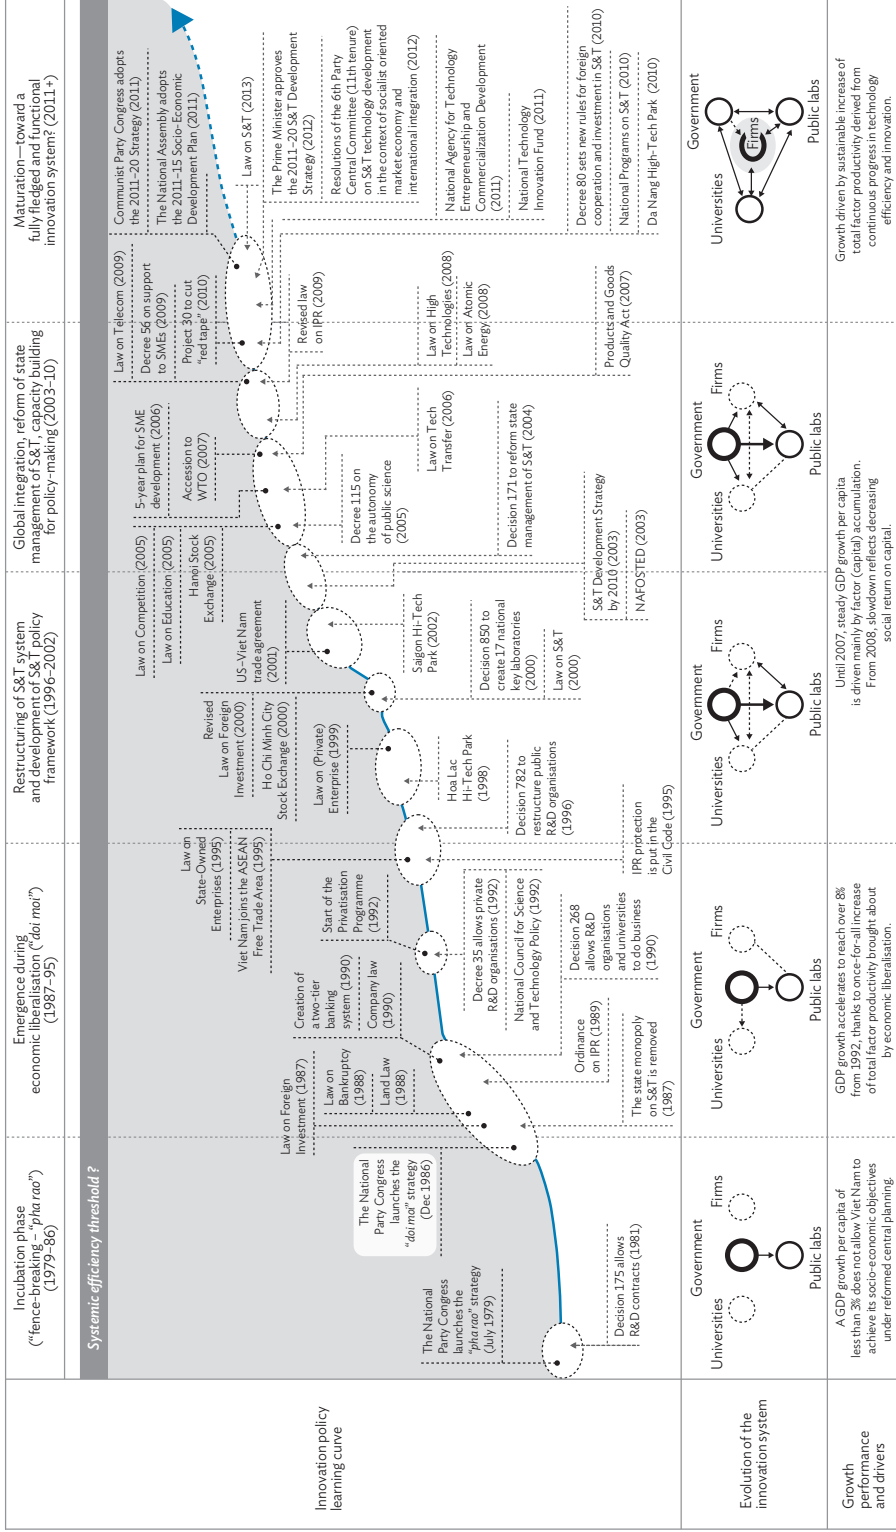 Incubation phase
("fence-breaking – "pha rao")
(1979–86)
Emergence during
economic liberalisation ("doi moi")
(1987–95)
Restructuring of S&T system
and development of S&T policy
framework (1996–2002)
Global integration, reform of state
management of S&T, capacity building
for policy-making (2003–10)
Maturation—toward a
fully fledged and functional
innovation system? (2011+)
Systemic efficiency threshold ?
Innovation policy
learning curve
The National
Party Congress
launches the
"pha rao" strategy
(July 1979)
Decision 175 allows
R&D contracts (1981)
The National
Party Congress
launches the
"doi moi" strategy
(Dec 1986)
Law on Foreign
Investment (1987)
Law on
Bankruptcy
(1988)
Land Law
(1988)
Creation of
a two-tier
banking
system (1990)
Company law
(1990)
The state monopoly
on S&T is removed
(1987)
Ordinance
on IPR (1989)
Decision 268
allows R&D
organisations
and universities
to do business
(1990)
Start of the
Privatisation
Programme
(1992)
Decree 35 allows private
R&D organisations (1992)
National Council for Science
and Technology Policy (1992)
Law on
State-Owned
Enterprises (1995)
Viet Nam joins the ASEAN
Free Trade Area (1995)
IPR protection
is put in the
Civil Code (1995)
Decision 782 to
restructure public
R&D organisations
(1996)
Hoa Lac
Hi-Tech Park
(1998)
Revised
Law on Foreign
Investment (2000)
Ho Chi Minh City
Stock Exchange (2000)
Law on (Private)
Enterprise (1999)
Decision 850 to
create 17 national
key laboratories
(2000)
Law on S&T
(2000)
US–Viet Nam
trade agreement
(2001)
Saigon Hi-Tech
Park (2002)
S&T Development Strategy
by 2010 (2003)
NAFOSTED (2003)
Decision 171 to reform state
management of S&T (2004)
Law on Competition (2005)
Law on Education (2005)
Hanoi Stock
Exchange (2005)
Decree 115 on
the autonomy
of public science
(2005)
5-year plan for SME
development (2006)
Accession to
WTO (2007)
Law on Tech
Transfer (2006)
Products and Goods
Quality Act (2007)
Law on High
Technologies (2008)
Law on Atomic
Energy (2008)
Law on Telecom (2009)
Decree 56 on support
to SMEs (2009)
Project 30 to cut
"red tape" (2010)
Revised law
on IPR (2009)
Communist Party Congress adopts
the 2011–20 Strategy (2011)
The National Assembly adopts
the 2011–15 Socio-Economic
Development Plan (2011)
Law on S&T (2013)
The Prime Minister approves
the 2011–20 S&T Development
Strategy (2012)
Resolutions of the 6th Party
Central Committee (11th tenure)
on S&T technology development
in the context of socialist oriented
market economy and
international integration (2012)
National Agency for Technology
Entrepreneurship and
Commercialization Development
(2011)
National Technology
Innovation Fund (2011)
Decree 80 sets new rules for foreign
cooperation and investment in S&T (2010)
National Programs on S&T (2010)
Da Nang High-Tech Park (2010)
Evolution of the
innovation system
Government
Universities
Firms
Public labs
Government
Universities
Firms
Public labs
Government
Universities
Firms
Public labs
Government
Universities
Firms
Public labs
Government
Universities
Firms
Public labs
Growth
performance
and drivers
A GDP growth per capita of
less than 3% does not allow Viet Nam to
achieve its socio-economic objectives
under reformed central planning.
GDP growth accelerates to reach over 8%
from 1992, thanks to once-for-all increase
of total factor productivity brought about
by economic liberalisation.
Until 2007, steady GDP growth per capita
is driven mainly by factor (capital) accumulation.
From 2008, slowdown reflects decreasing
social return on capital.
Growth driven by sustainable increase of
total factor productivity derived from
continuous progress in technology
efficiency and innovation.